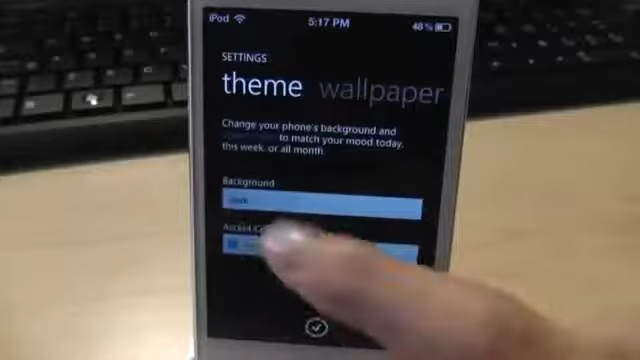 iPod 5:17 PM 48 %
SETTINGS
theme wallpaper
Change your phone's background and
to match your mood today,
this week, or all month.
Background
dark